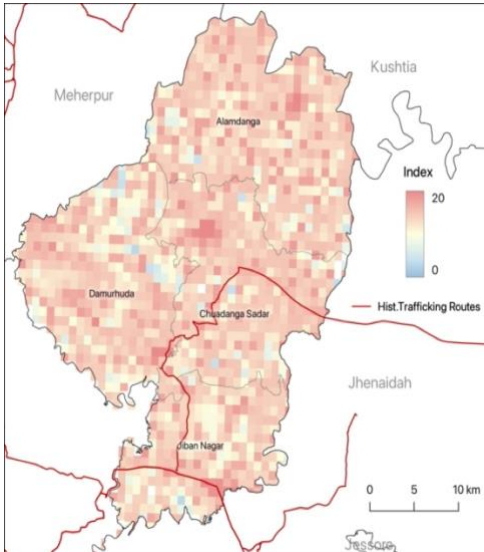 Kushtia
Meherpur
Alamdanga
Index
20
0
Damurhuda
Hist.Trafficking Routes
Chuadanga Sadar
Jhenaidah
Jiban Nagar
0 5 10 km
Jessore